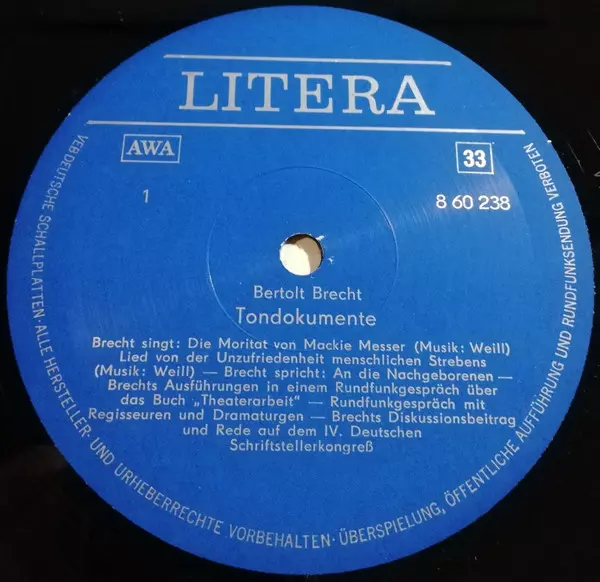 LITERA
AWA
33
1
8 60 238
Bertolt Brecht
Tondokumente
Brecht singt: Die Moritat von Mackie Messer (Musik: Weill)
Lied von der Unzufriedenheit menschlichen Strebens
(Musik: Weill) — Brecht spricht: An die Nachgeborenen —
Brechts Ausführungen in einem Rundfunkgespräch über
das Buch „Theaterarbeit" — Rundfunkgespräch mit
Regisseuren und Dramaturgen — Brechts Diskussionsbeitrag
und Rede auf dem IV. Deutschen
Schriftstellerkongreß
VEB DEUTSCHE SCHALLPLATTEN · ALLE HERSTELLER- UND URHEBERRECHTE VORBEHALTEN · ÜBERSPIELUNG, ÖFFENTLICHE AUFFÜHRUNG UND RUNDFUNKSENDUNG VERBOTEN